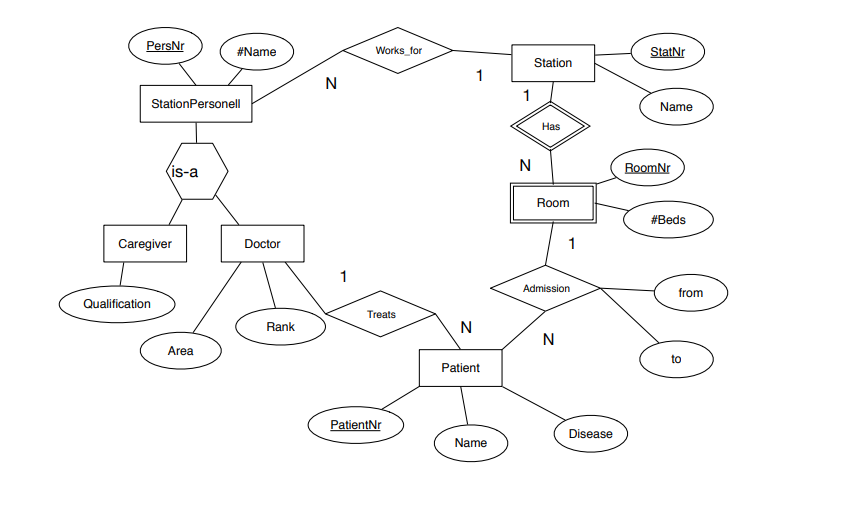 PersNr
#Name
Works_for
Station
StatNr
N
1
StationPersonell
1
Name
Has
is-a
N
RoomNr
Room
#Beds
Caregiver
Doctor
1
1
Admission
from
Qualification
Rank
Treats
N
N
Area
to
Patient
PatientNr
Name
Disease